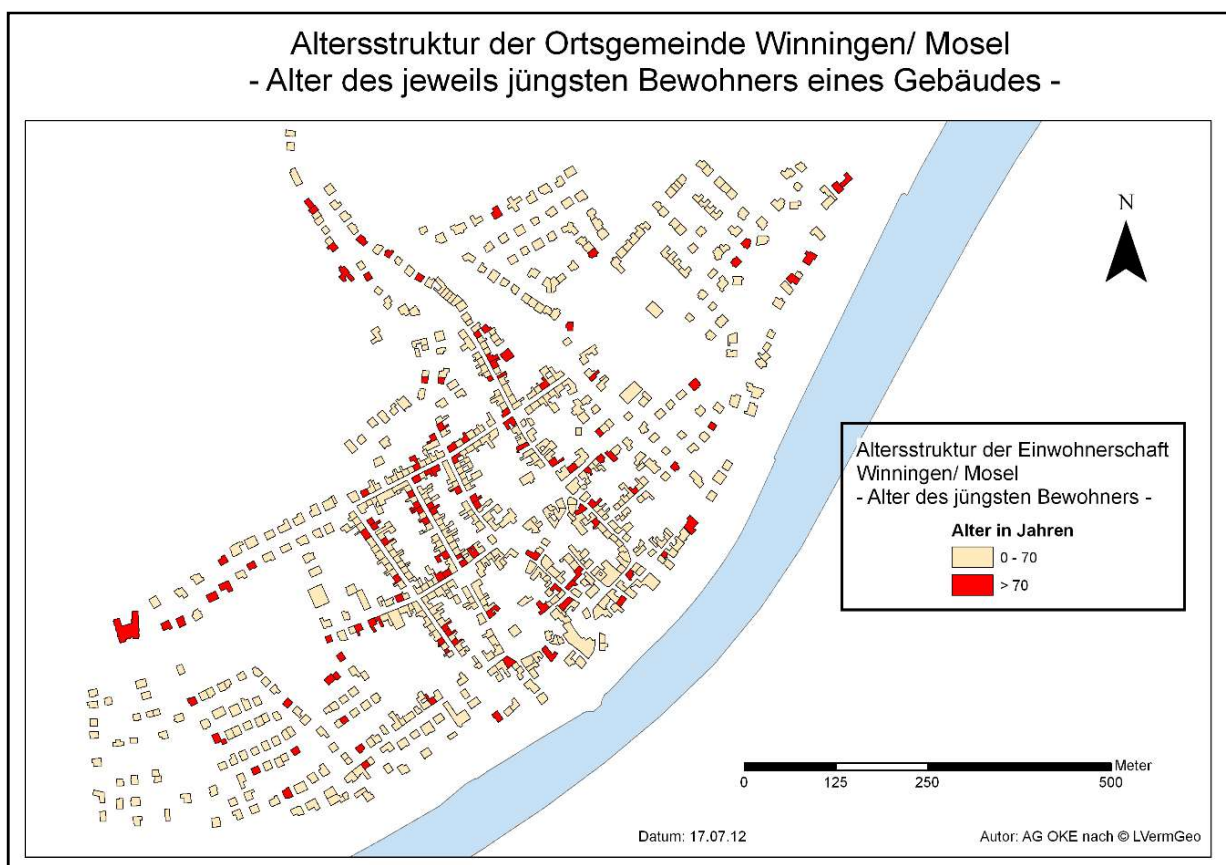 Altersstruktur der Ortsgemeinde Winningen/ Mosel
- Alter des jeweils jüngsten Bewohners eines Gebäudes -
N
Altersstruktur der Einwohnerschaft
Winningen/ Mosel
- Alter des jüngsten Bewohners -
Alter in Jahren
0 - 70
> 70
Meter
0 125 250 500
Datum: 17.07.12 Autor: AG OKE nach © LVermGeo